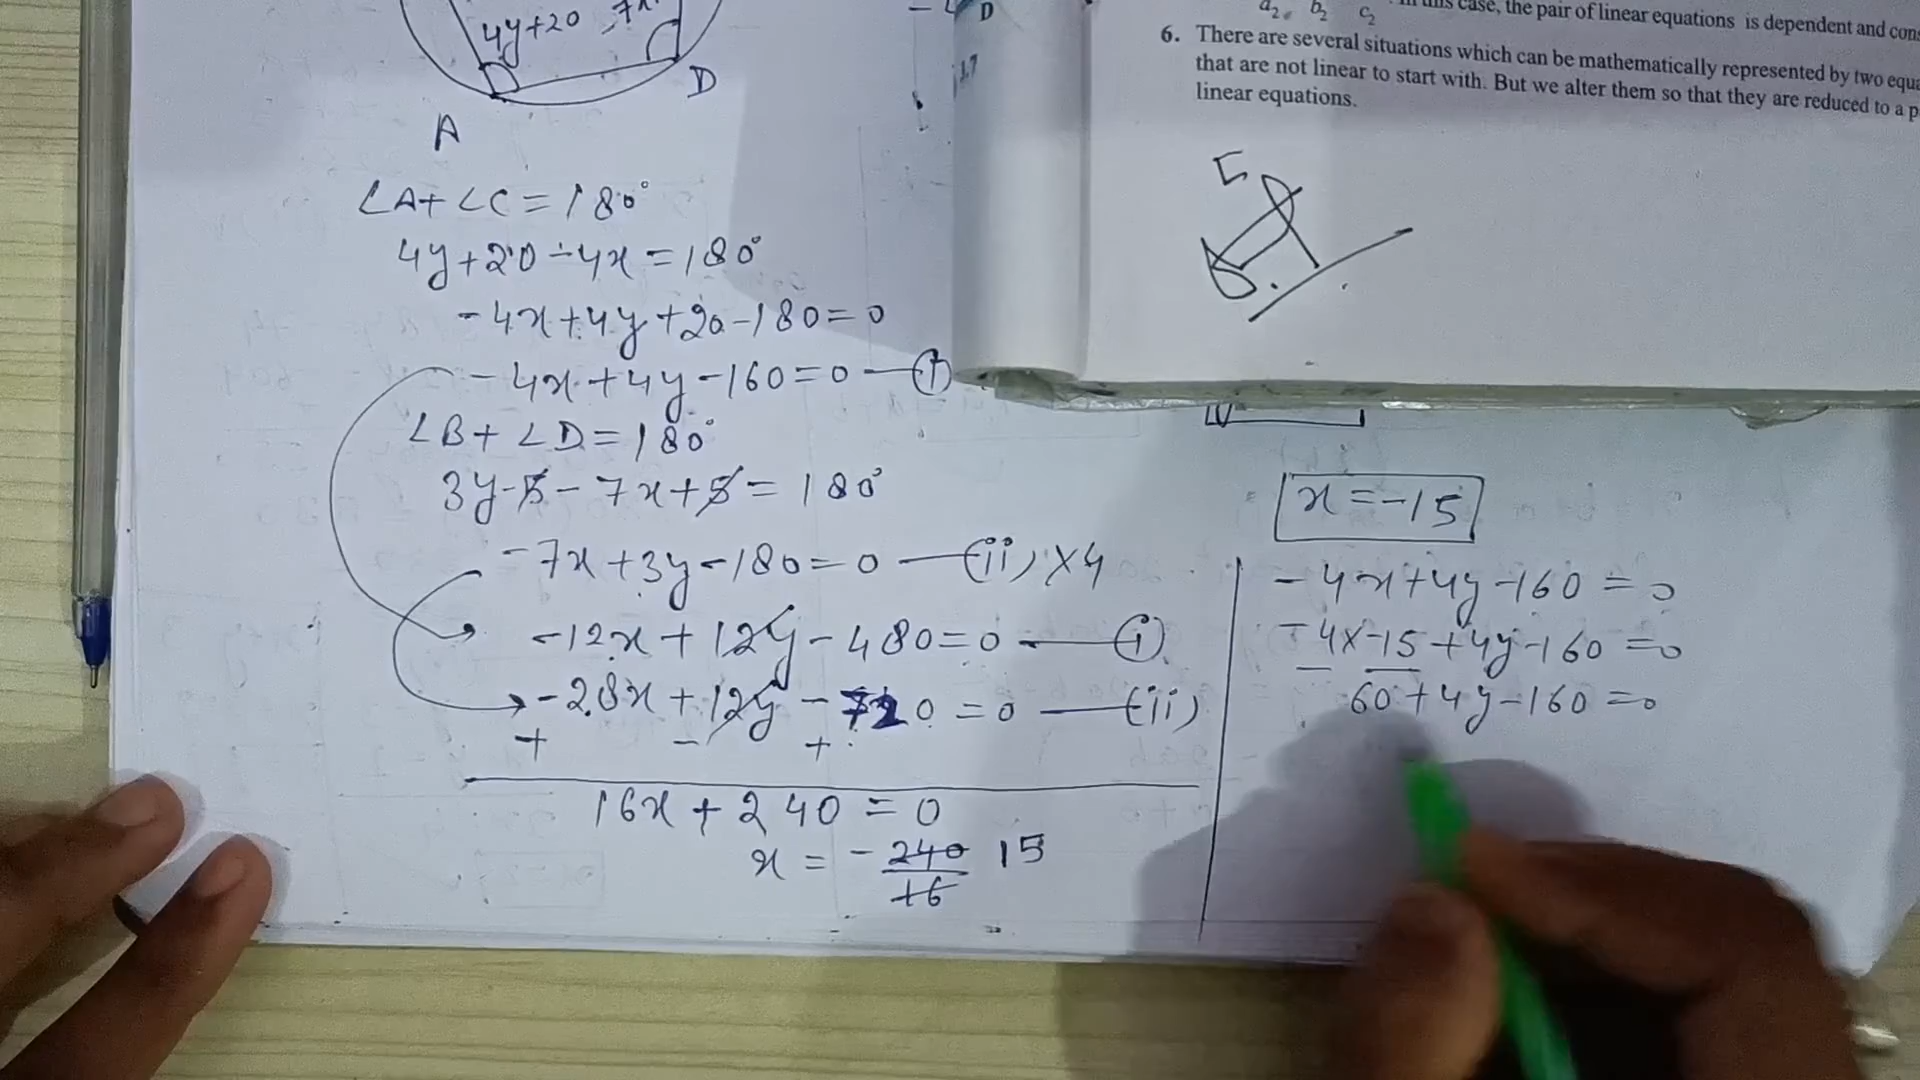 4y+20
A
D
∠A+∠C=180°
4y+20-4x=180°
-4x+4y+20-180=0
-4x+4y-160=0 —(i)
∠B+∠D=180°
3y-5-7x+5=180°
-7x+3y-180=0 —(ii)×4
-12x+12y-480=0 —(i)
-28x+12y-720=0 —(ii)
+ - +
16x+240=0
x=-240/16 15
D
a2 b2 c2
case, the pair of linear equations is dependent and
6. There are several situations which can be mathematically represented by two
that are not linear to start with. But we alter them so that they are reduced to a
linear equations.
x=-15
-4x+4y-160=0
-4×-15+4y-160=0
60+4y-160=0